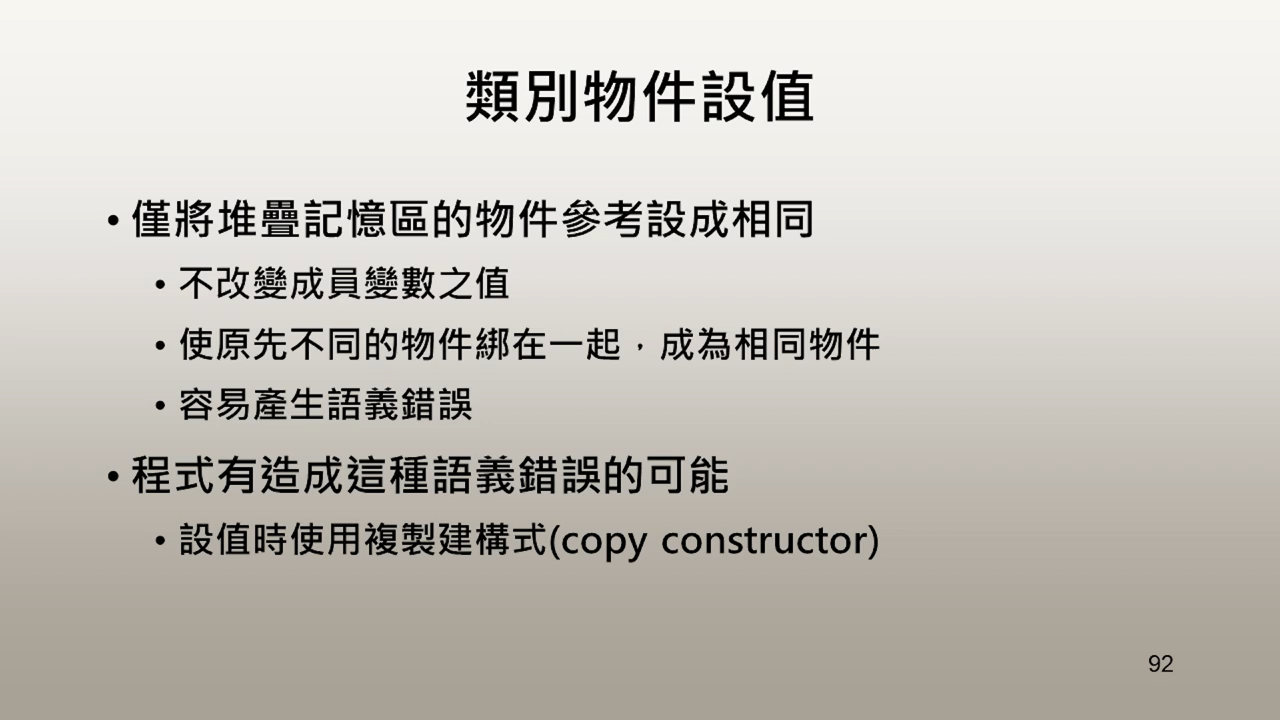 類別物件設值
• 僅將堆疊記憶區的物件參考設成相同
• 不改變成員變數之值
• 使原先不同的物件綁在一起，成為相同物件
• 容易產生語義錯誤
• 程式有造成這種語義錯誤的可能
• 設值時使用複製建構式(copy constructor)
92